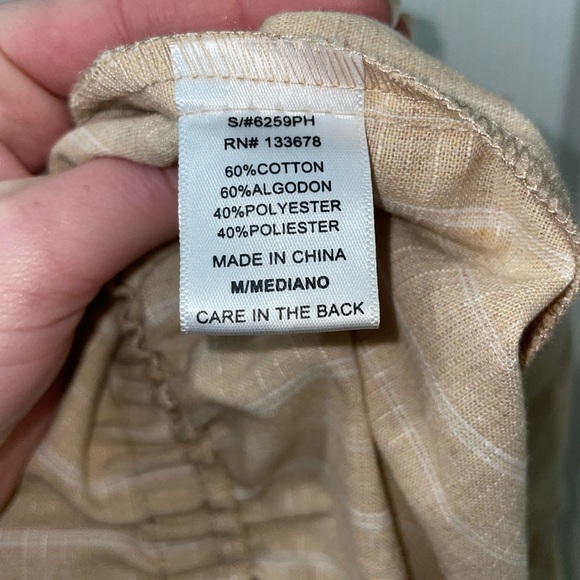 S/#6259PH
RN# 133678
60%COTTON
60%ALGODON
40%POLYESTER
40%POLIESTER
MADE IN CHINA
M/MEDIANO
CARE IN THE BACK